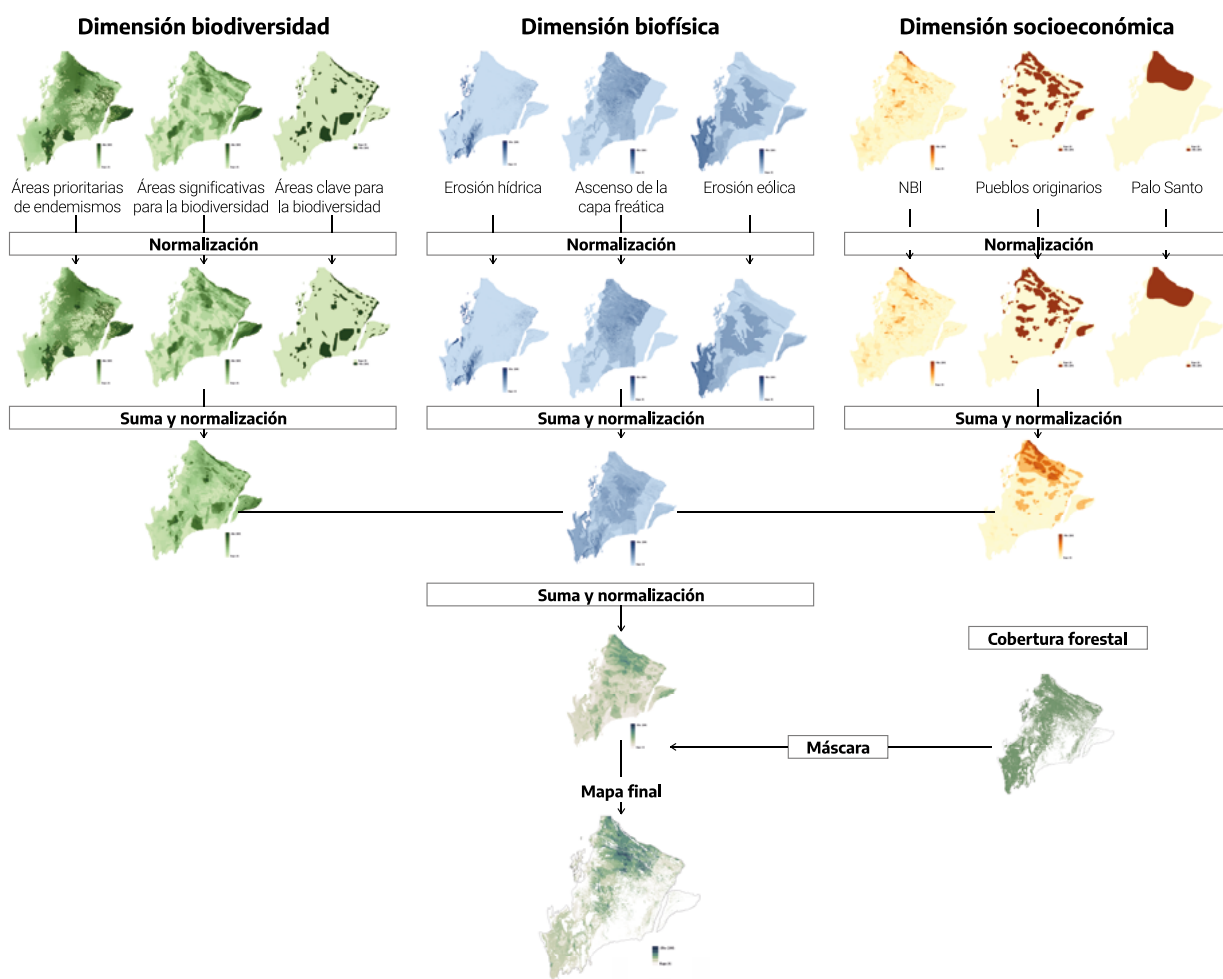 Dimensión biodiversidad
Dimensión biofísica
Dimensión socioeconómica
Áreas prioritarias
de endemismos
Áreas significativas
para la biodiversidad
Áreas clave para
la biodiversidad
Erosión hídrica
Ascenso de la
capa freática
Erosión eólica
NBI
Pueblos originarios
Palo Santo
Normalización
Normalización
Normalización
Suma y normalización
Suma y normalización
Suma y normalización
Suma y normalización
Cobertura forestal
Máscara
Mapa final